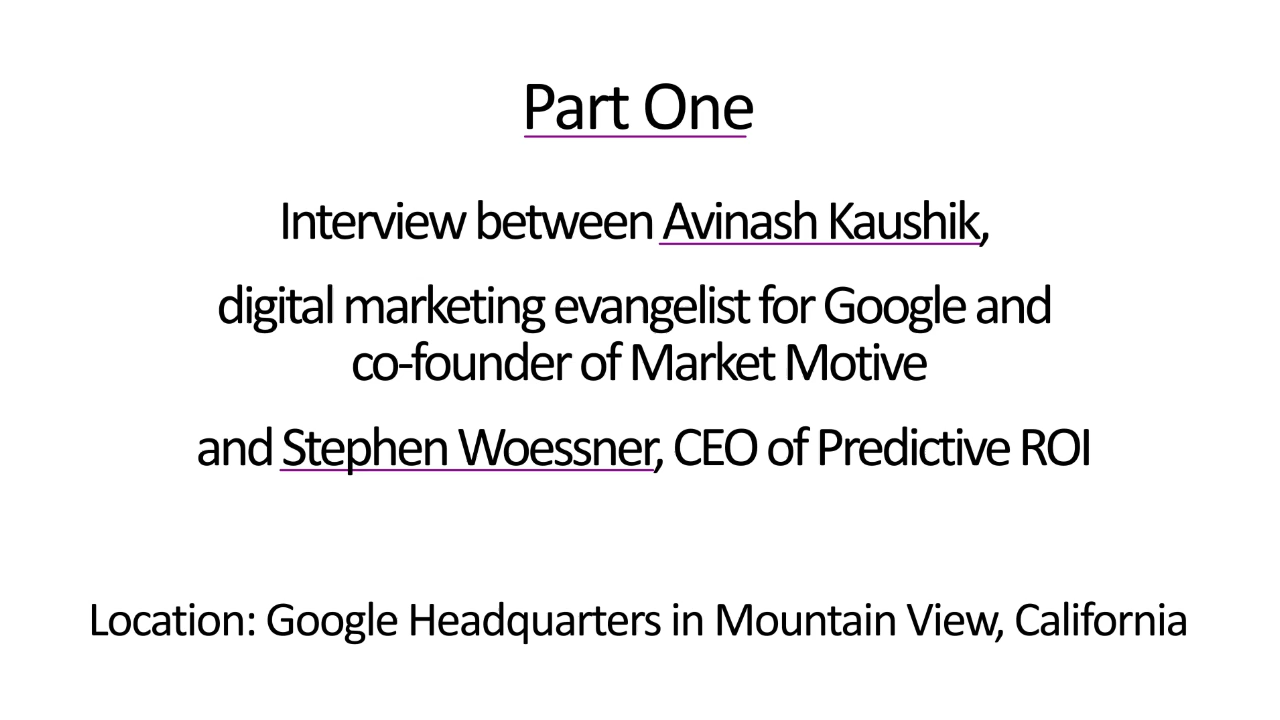 Part One
Interview between Avinash Kaushik,
digital marketing evangelist for Google and
co-founder of Market Motive
and Stephen Woessner, CEO of Predictive ROI
Location: Google Headquarters in Mountain View, California